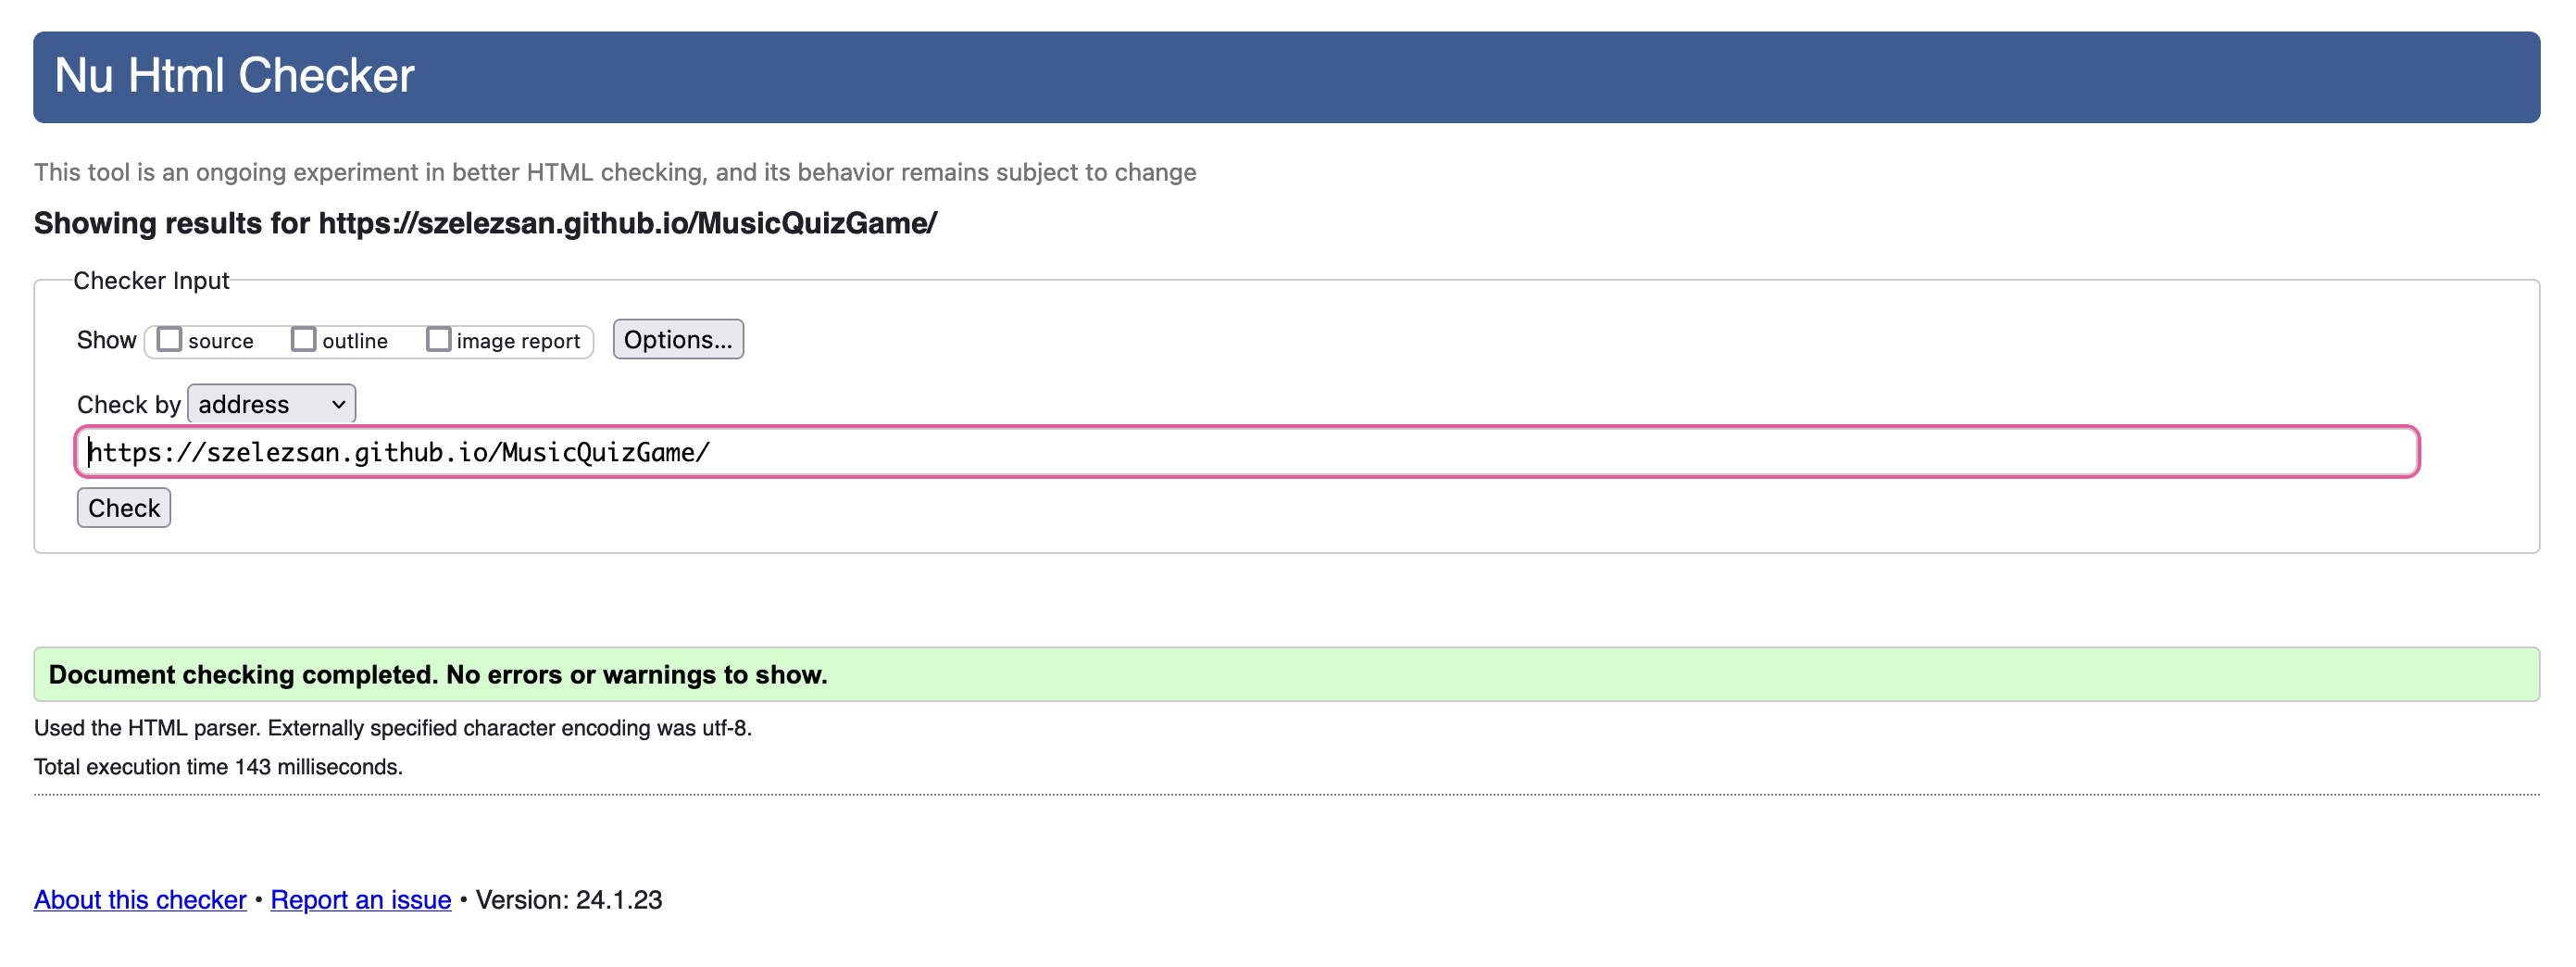 Nu Html Checker
This tool is an ongoing experiment in better HTML checking, and its behavior remains subject to change
Showing results for https://szelezsan.github.io/MusicQuizGame/
Checker Input
Show source outline image report Options...
Check by address
https://szelezsan.github.io/MusicQuizGame/
Check
Document checking completed. No errors or warnings to show.
Used the HTML parser. Externally specified character encoding was utf-8.
Total execution time 143 milliseconds.
About this checker • Report an issue • Version: 24.1.23